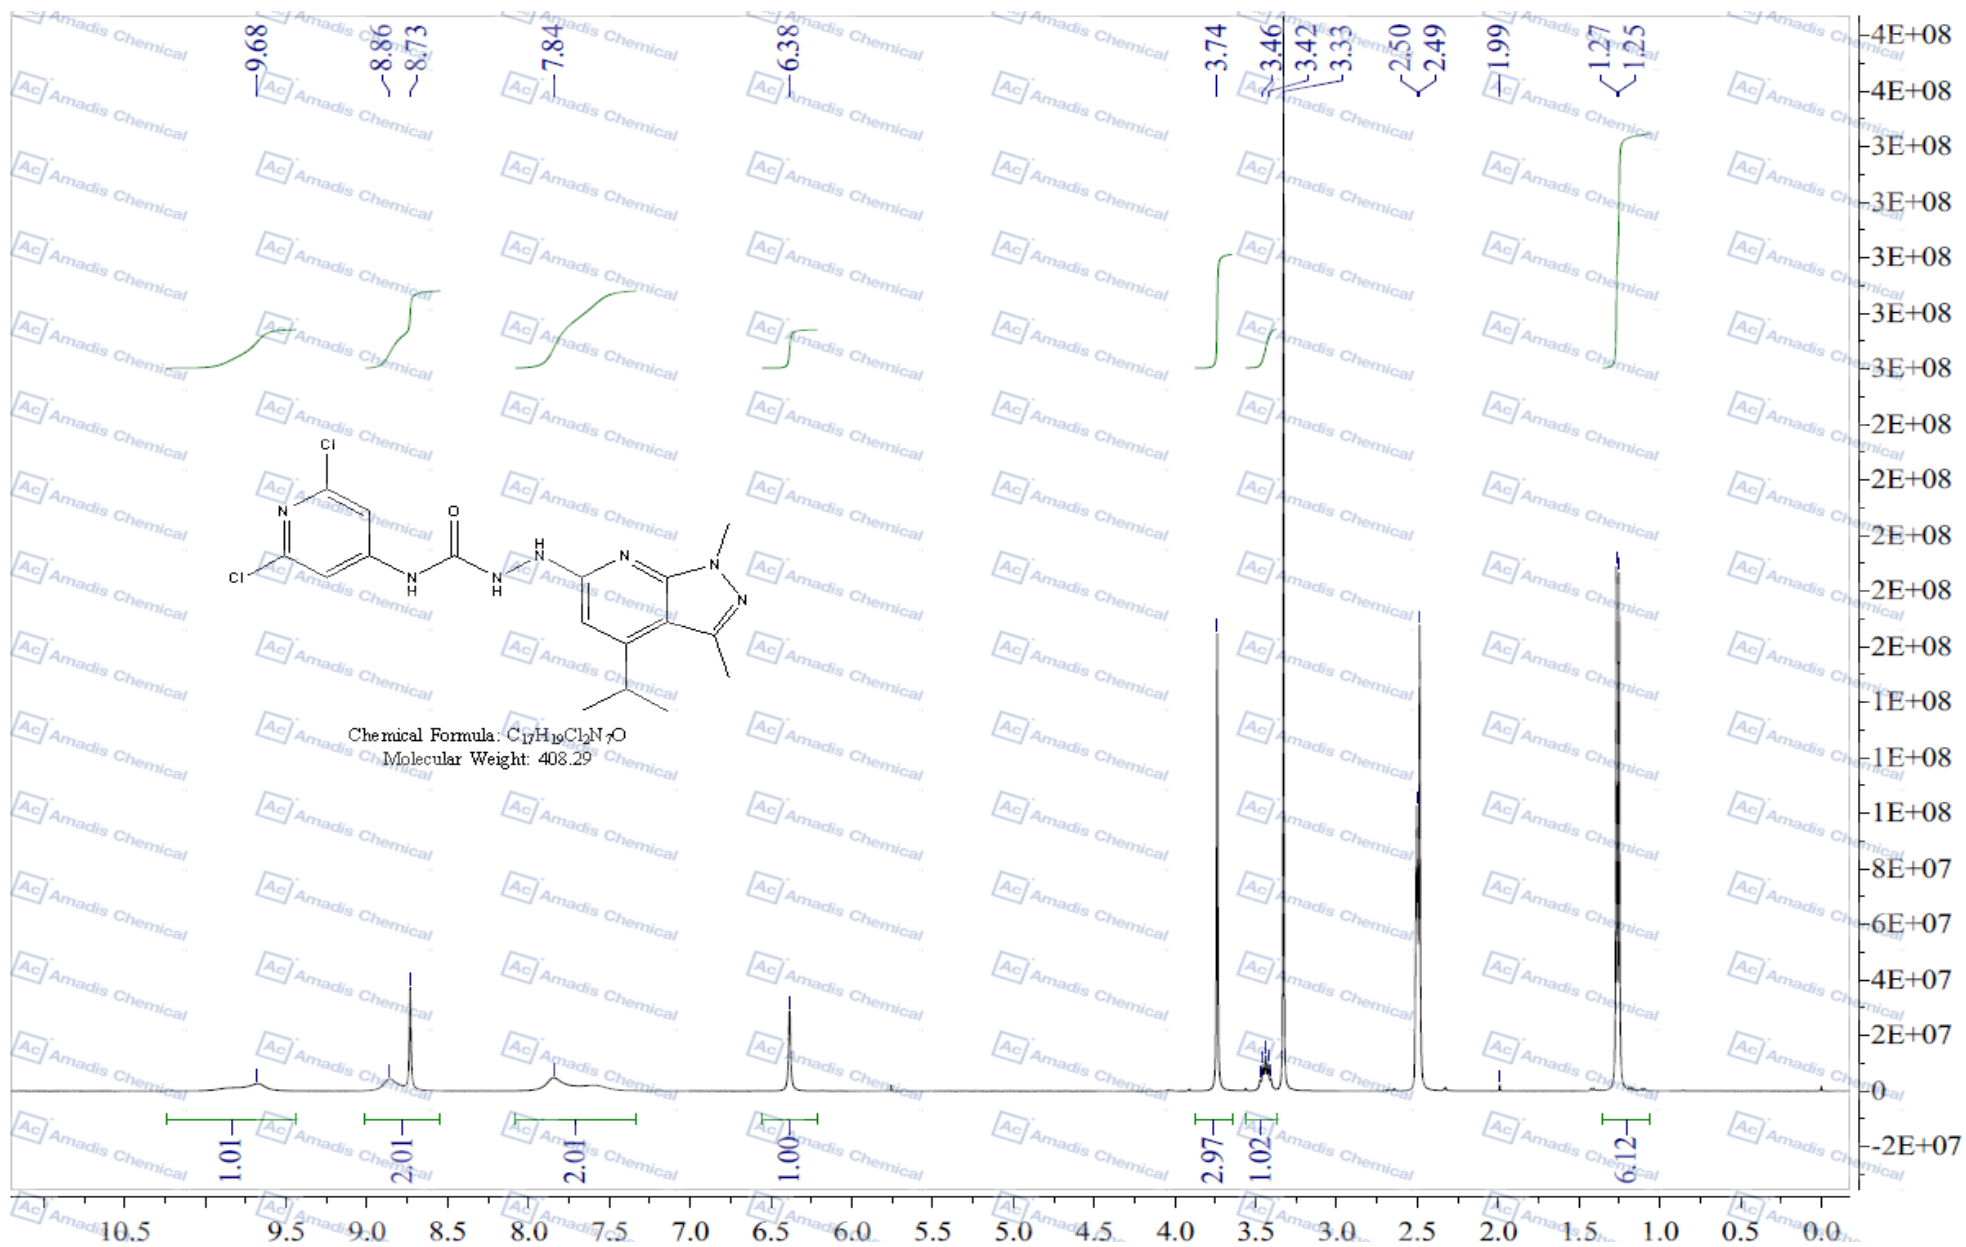 9.68
8.86
8.73
7.84
6.38
3.74
3.46
3.42
3.33
2.50
2.49
1.99
1.27
1.25
4E+08
4E+08
3E+08
3E+08
3E+08
3E+08
3E+08
2E+08
2E+08
2E+08
2E+08
2E+08
1E+08
1E+08
1E+08
8E+07
6E+07
4E+07
2E+07
0
-2E+07
Cl
N
Cl
N
H
O
N
H
H
N
N
N
N
Chemical Formula: C17H19Cl2N7O
Molecular Weight: 408.29
1.01
2.01
2.01
1.00
2.97
1.02
6.12
10.5
9.5
9.0
8.5
8.0
7.5
7.0
6.5
6.0
5.5
5.0
4.5
4.0
3.5
3.0
2.5
2.0
1.5
1.0
0.5
0.0
Ac Amadis Chemical